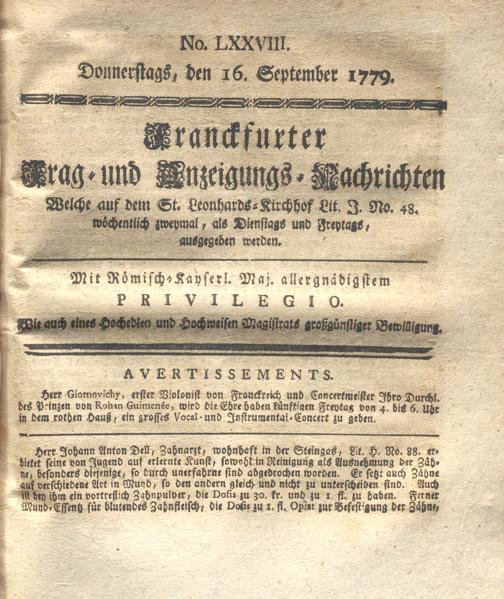 No. LXXVIII.
Donnerstags, den 16. September 1779.
Franckfurter
Frag- und Anzeigungs-Nachrichten
Welche auf dem St. Leonhards-Kirchhof Lit. J. No. 48.
wöchentlich zweymal, als Dienstags und Freytags,
ausgegeben werden.
Mit Römisch-Kayserl. Maj. allergnädigstem
PRIVILEGIO.
Wie auch eines Hochedlen und Hochweisen Magistrats großgünstiger Bewilligung.
AVERTISSEMENTS.
Herr Giornovichy, erster Violonist von Franckreich und Concertmeister Ihro Durchl.
des Prinzen von Rohan Guimenée, wird die Ehre haben künftigen Freytag von 4. bis 6. Uhr
in dem rothen Hauß, ein grosses Vocal- und Instrumental-Concert zu geben.
Herr Johann Anton Dell, Zahnarzt, wohnhaft in der Steingas, Lit. H. No. 88. er-
bietet seine von Jugend auf erlernte Kunst, sowohl in Reinigung als Ausnehmung der Zäh-
ne, besonders diejenige, so durch unerfahrne sind abgebrochen worden. Er setzt auch Zähne
auf verschiedene Art in Mund, so den andern gleich und nicht zu unterscheiden sind. Auch
ist bey ihm ein vortreflich Zahnpulver, die Dosis zu 30. kr. und zu 1. fl. zu haben. Ferner
Mund-Essentz für blutendes Zahnfleisch, die Dosis zu 1. fl. Opiat zur Befestigung der Zähne,